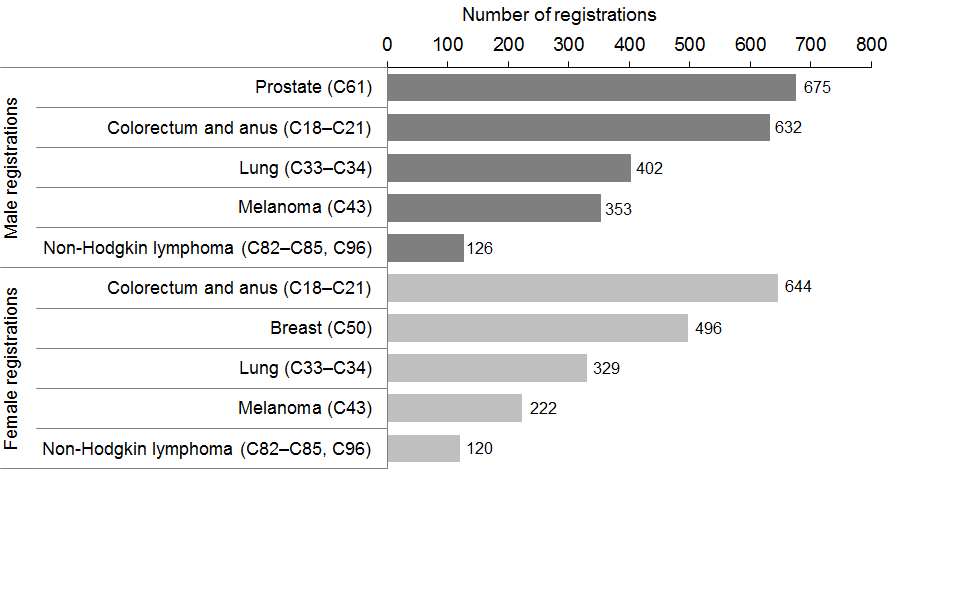 Number of registrations
0 100 200 300 400 500 600 700 800
Male registrations
Prostate (C61) 675
Colorectum and anus (C18–C21) 632
Lung (C33–C34) 402
Melanoma (C43) 353
Non-Hodgkin lymphoma (C82–C85, C96) 126
Female registrations
Colorectum and anus (C18–C21) 644
Breast (C50) 496
Lung (C33–C34) 329
Melanoma (C43) 222
Non-Hodgkin lymphoma (C82–C85, C96) 120